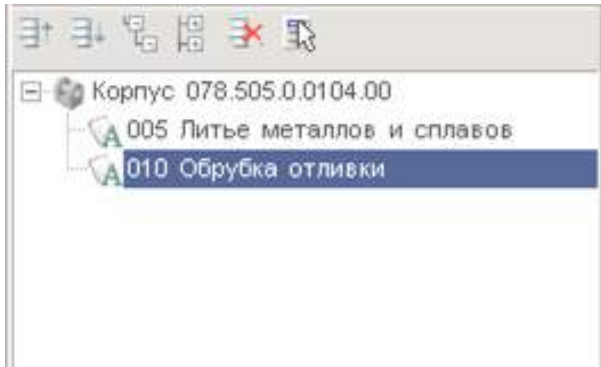 Корпус 078.505.0.0104.00
005 Литье металлов и сплавов
010 Обрубка отливки